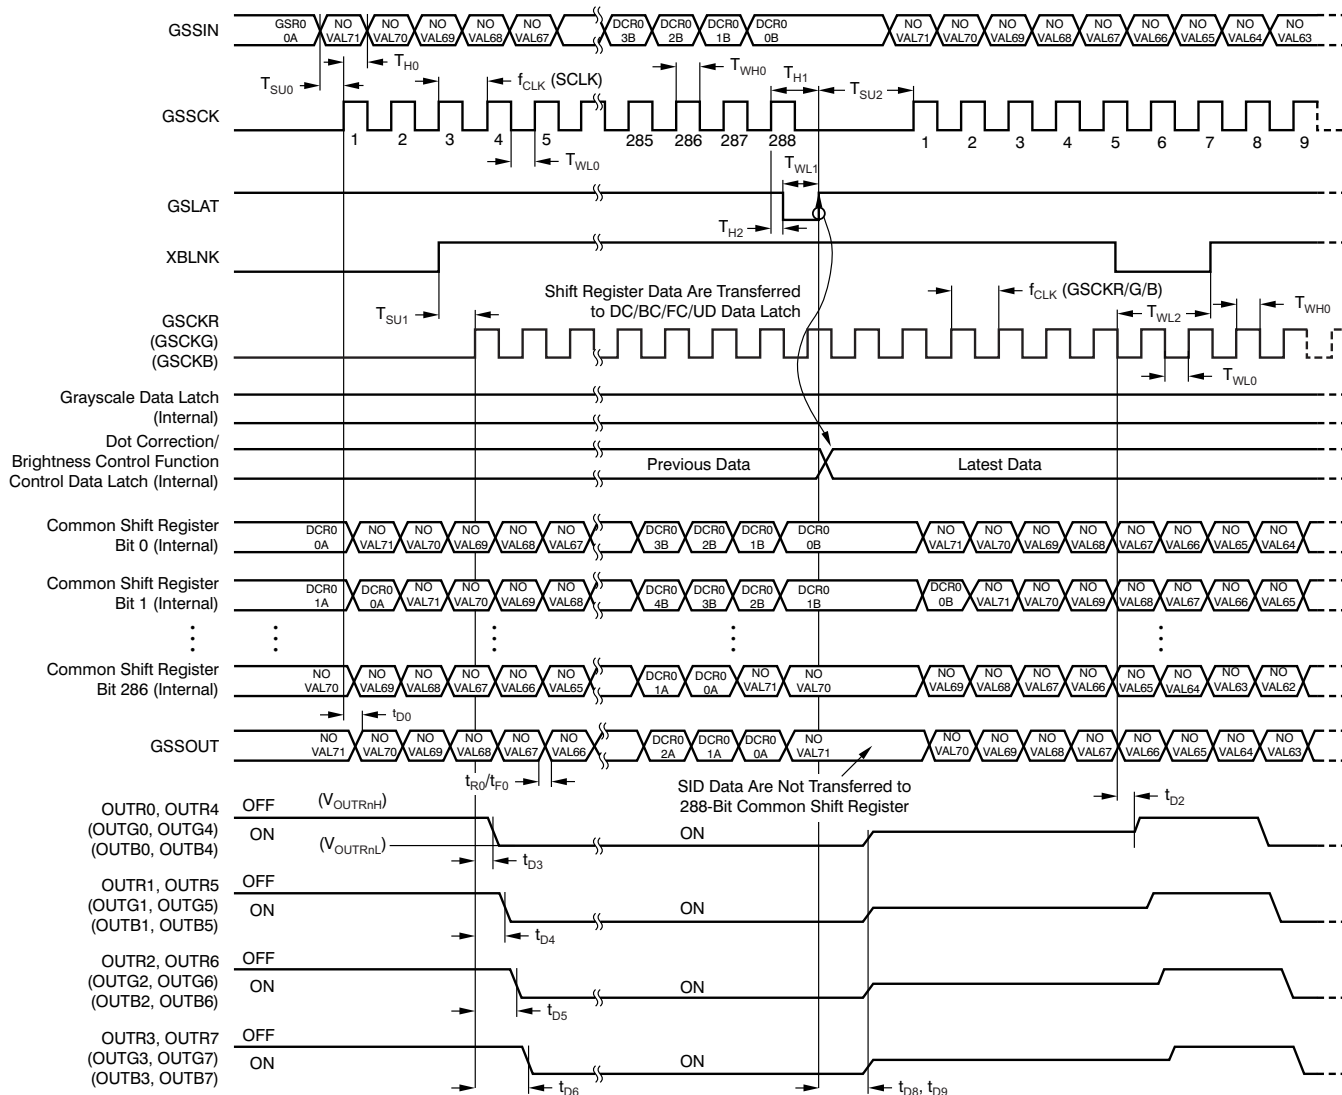 GSSIN GSR0 NO NO NO NO NO DCR0 DCR0 DCR0 DCR0 NO NO NO NO NO NO NO NO NO
0A VAL71 VAL70 VAL69 VAL68 VAL67 3B 2B 1B 0B VAL71 VAL70 VAL69 VAL68 VAL67 VAL66 VAL65 VAL64 VAL63
TSU0 TH0 fCLK (SCLK) TWH0 TH1 TSU2
GSSCK
1 2 3 4 5 285 286 287 288 1 2 3 4 5 6 7 8 9
TWL0 TWL1
GSLAT
TH2
XBLNK
Shift Register Data Are Transferred
to DC/BC/FC/UD Data Latch
fCLK (GSCKR/G/B)
TSU1 TWL2 TWH0
GSCKR
(GSCKG)
(GSCKB)
TWL0
Grayscale Data Latch
(Internal)
Dot Correction/
Brightness Control Function
Control Data Latch (Internal)
Previous Data Latest Data
Common Shift Register
Bit 0 (Internal)
DCR0 NO NO NO NO NO DCR0 DCR0 DCR0 DCR0 NO NO NO NO NO NO NO NO
0A VAL71 VAL70 VAL69 VAL68 VAL67 3B 2B 1B 0B VAL71 VAL70 VAL69 VAL68 VAL67 VAL66 VAL65 VAL64
Common Shift Register
Bit 1 (Internal)
DCR0 DCR0 NO NO NO NO DCR0 DCR0 DCR0 DCR0 DCR0 NO NO NO NO NO NO NO
1A 0A VAL71 VAL70 VAL69 VAL68 4B 3B 2B 1B 0B VAL71 VAL70 VAL69 VAL68 VAL67 VAL66 VAL65
Common Shift Register
Bit 286 (Internal)
NO NO NO NO NO NO DCR0 DCR0 NO NO NO NO NO NO NO NO NO NO
VAL70 VAL69 VAL68 VAL67 VAL66 VAL65 1A 0A VAL71 VAL70 VAL69 VAL68 VAL67 VAL66 VAL65 VAL64 VAL63 VAL62
tD0
GSSOUT
NO NO NO NO NO NO DCR0 DCR0 DCR0 NO NO NO NO NO NO NO NO NO
VAL71 VAL70 VAL69 VAL68 VAL67 VAL66 2A 1A 0A VAL71 VAL70 VAL69 VAL68 VAL67 VAL66 VAL65 VAL64 VAL63
tR0/tF0
SID Data Are Not Transferred to
288-Bit Common Shift Register
tD2
OUTR0, OUTR4
(OUTG0, OUTG4)
(OUTB0, OUTB4)
OFF (VOUTRnH)
ON ON
(VOUTRnL)
tD3
OUTR1, OUTR5
(OUTG1, OUTG5)
(OUTB1, OUTB5)
OFF
ON ON
tD4
OUTR2, OUTR6
(OUTG2, OUTG6)
(OUTB2, OUTB6)
OFF
ON ON
tD5
OUTR3, OUTR7
(OUTG3, OUTG7)
(OUTB3, OUTB7)
OFF
ON ON
tD6 tD8, tD9